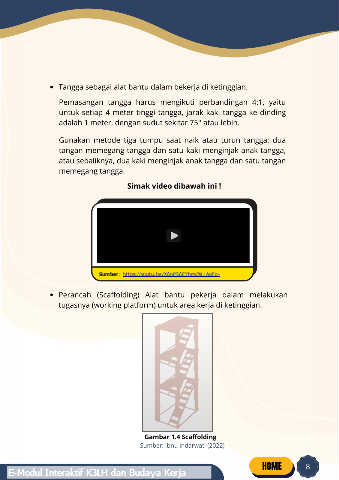 • Tangga sebagai alat bantu dalam bekerja di ketinggian.
Pemasangan tangga harus mengikuti perbandingan 4:1, yaitu
untuk setiap 4 meter tinggi tangga, jarak kaki tangga ke dinding
adalah 1 meter, dengan sudut sekitar 75° atau lebih.
Gunakan metode tiga tumpu saat naik atau turun tangga: dua
tangan memegang tangga dan satu kaki menginjak anak tangga,
atau sebaliknya, dua kaki menginjak anak tangga dan satu tangan
memegang tangga.
Simak video dibawah ini !
Sumber :
• Perancah (Scaffolding) Alat bantu pekerja dalam melakukan
tugasnya (working platform) untuk area kerja di ketinggian.
Gambar 1.4 Scaffolding
Sumber: Ibnu Indarwati (2022)
HOME
8
E-Modul Interaktif K3LH dan Budaya Kerja